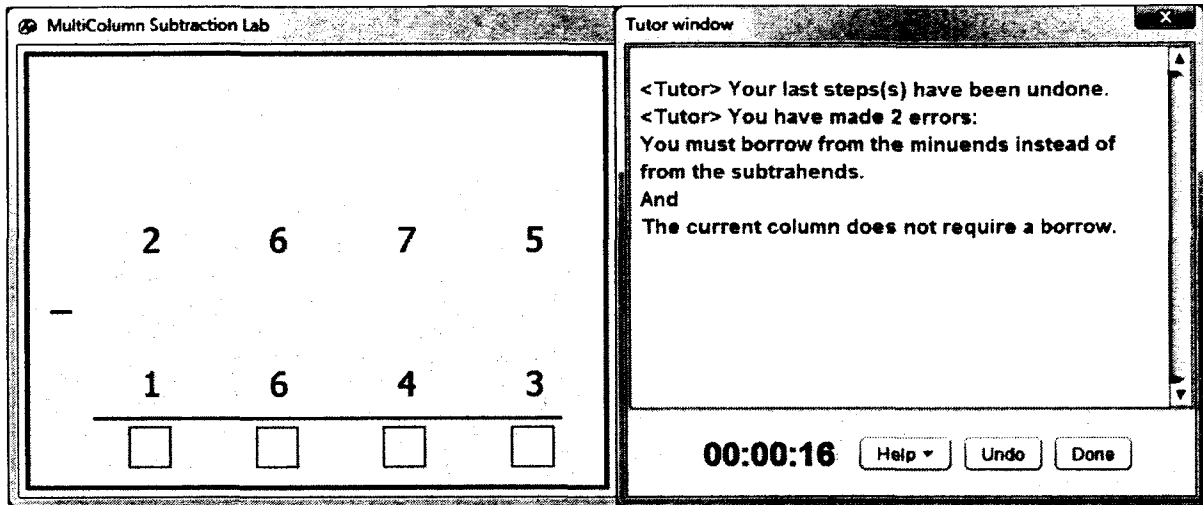 MultiColumn Subtraction Lab
2 6 7 5
−
1 6 4 3
Tutor window
X
<Tutor> Your last steps(s) have been undone.
<Tutor> You have made 2 errors:
You must borrow from the minuends instead of
from the subtrahends.
And
The current column does not require a borrow.
00:00:16 Help Undo Done